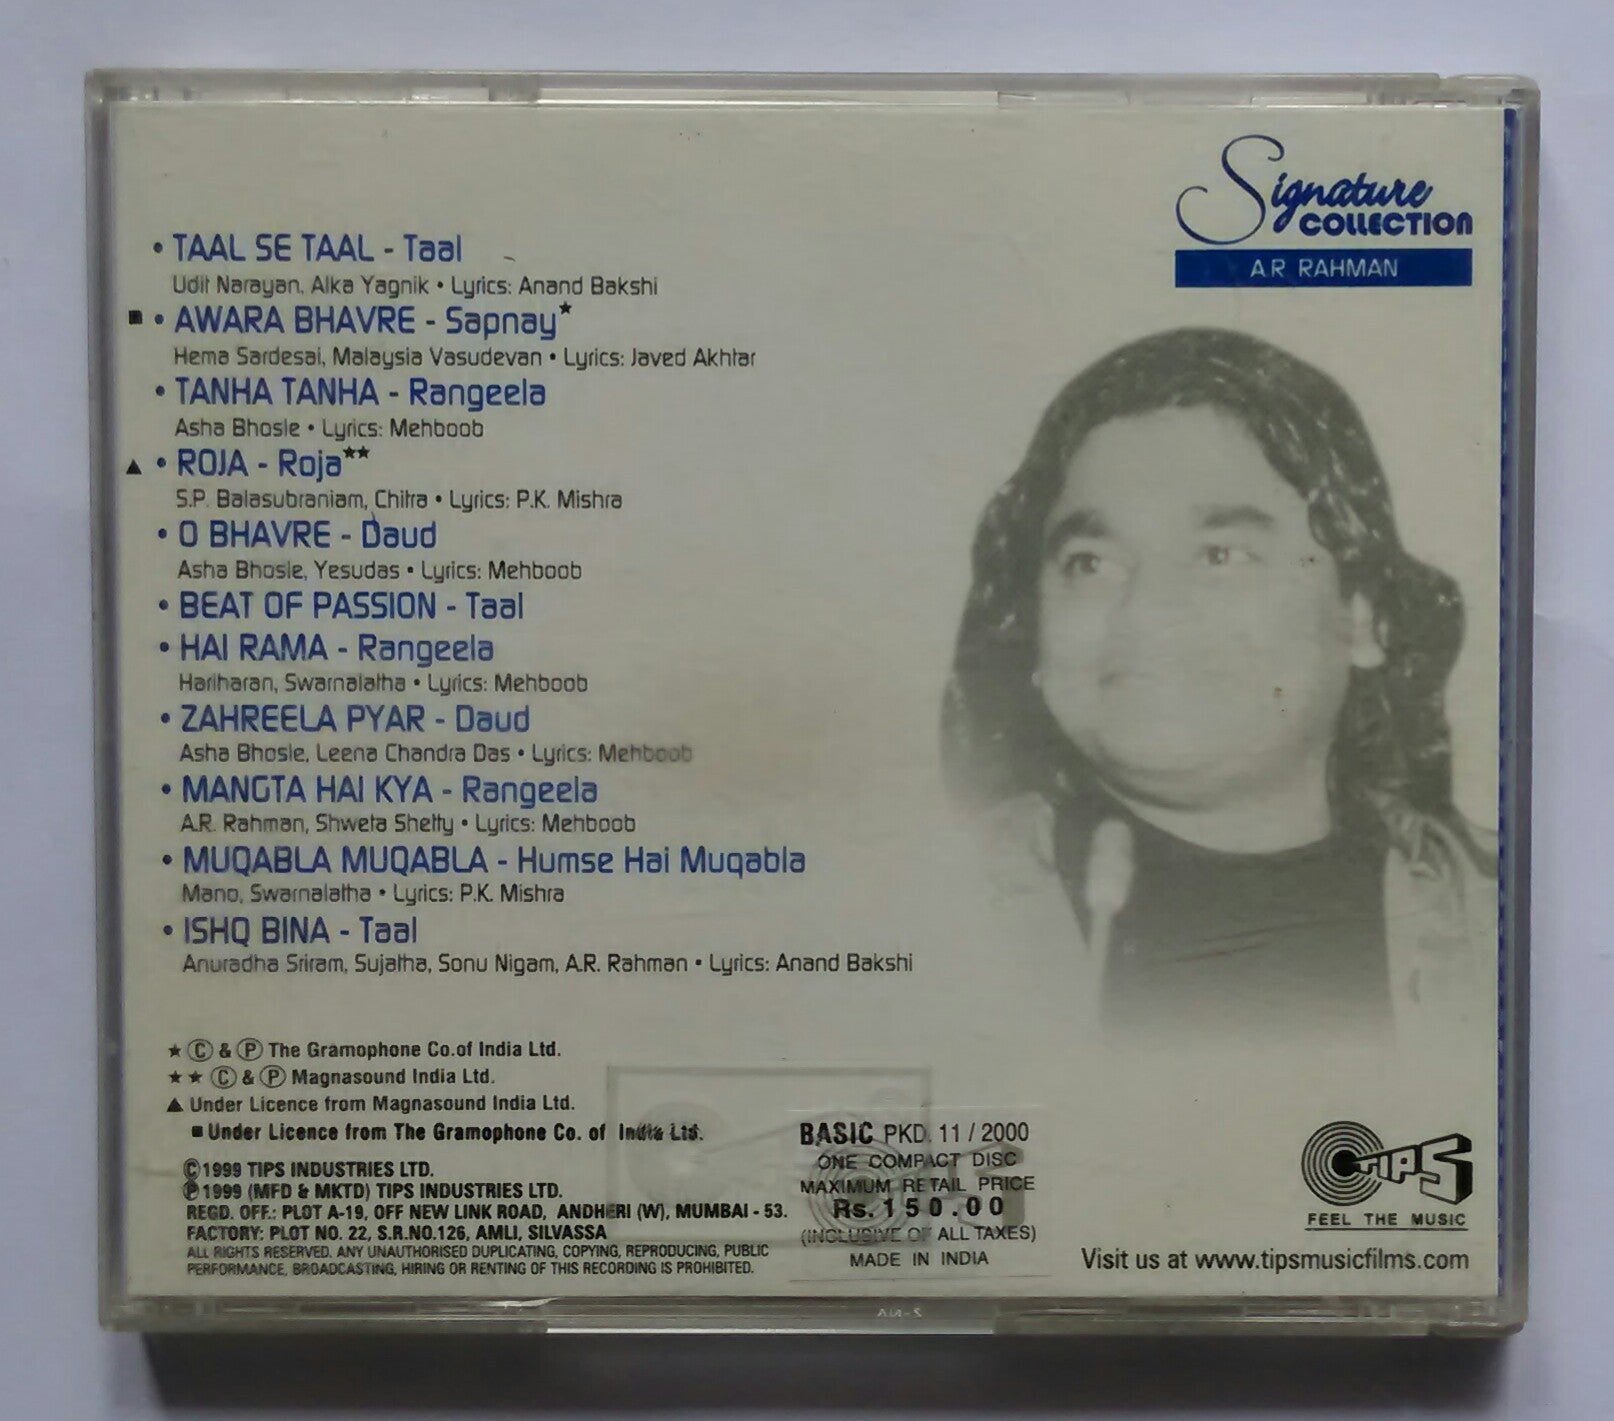 Signature
COLLECTION
A.R. RAHMAN
• TAAL SE TAAL - Taal
Udit Narayan, Alka Yagnik • Lyrics: Anand Bakshi
■ • AWARA BHAVRE - Sapnay★
Hema Sardesai, Malaysia Vasudevan • Lyrics: Javed Akhtar
• TANHA TANHA - Rangeela
Asha Bhosle • Lyrics: Mehboob
▲ • ROJA - Roja★★
S.P. Balasubraniam, Chitra • Lyrics: P.K. Mishra
• O BHAVRE - Daud
Asha Bhosle, Yesudas • Lyrics: Mehboob
• BEAT OF PASSION - Taal
• HAI RAMA - Rangeela
Hariharan, Swarnalatha • Lyrics: Mehboob
• ZAHREELA PYAR - Daud
Asha Bhosle, Leena Chandra Das • Lyrics: Mehboob
• MANGTA HAI KYA - Rangeela
A.R. Rahman, Shweta Shetty • Lyrics: Mehboob
• MUQABLA MUQABLA - Humse Hai Muqabla
Mano, Swarnalatha • Lyrics: P.K. Mishra
• ISHQ BINA - Taal
Anuradha Sriram, Sujatha, Sonu Nigam, A.R. Rahman • Lyrics: Anand Bakshi
★ Ⓒ & Ⓟ The Gramophone Co.of India Ltd.
★★ Ⓒ & Ⓟ Magnasound India Ltd.
▲ Under Licence from Magnasound India Ltd.
■ Under Licence from The Gramophone Co. of India Ltd.
Ⓒ 1999 TIPS INDUSTRIES LTD.
Ⓟ 1999 (MFD & MKTD) TIPS INDUSTRIES LTD.
REGD. OFF.: PLOT A-19, OFF NEW LINK ROAD, ANDHERI (W), MUMBAI - 53.
FACTORY: PLOT NO. 22, S.R.NO.126, AMLI, SILVASSA
ALL RIGHTS RESERVED. ANY UNAUTHORISED DUPLICATING, COPYING, REPRODUCING, PUBLIC
PERFORMANCE, BROADCASTING, HIRING OR RENTING OF THIS RECORDING IS PROHIBITED.
BASIC PKD. 11 / 2000
ONE COMPACT DISC
MAXIMUM RETAIL PRICE
Rs. 150.00
(INCLUSIVE OF ALL TAXES)
MADE IN INDIA
TIPS
FEEL THE MUSIC
Visit us at www.tipsmusicfilms.com